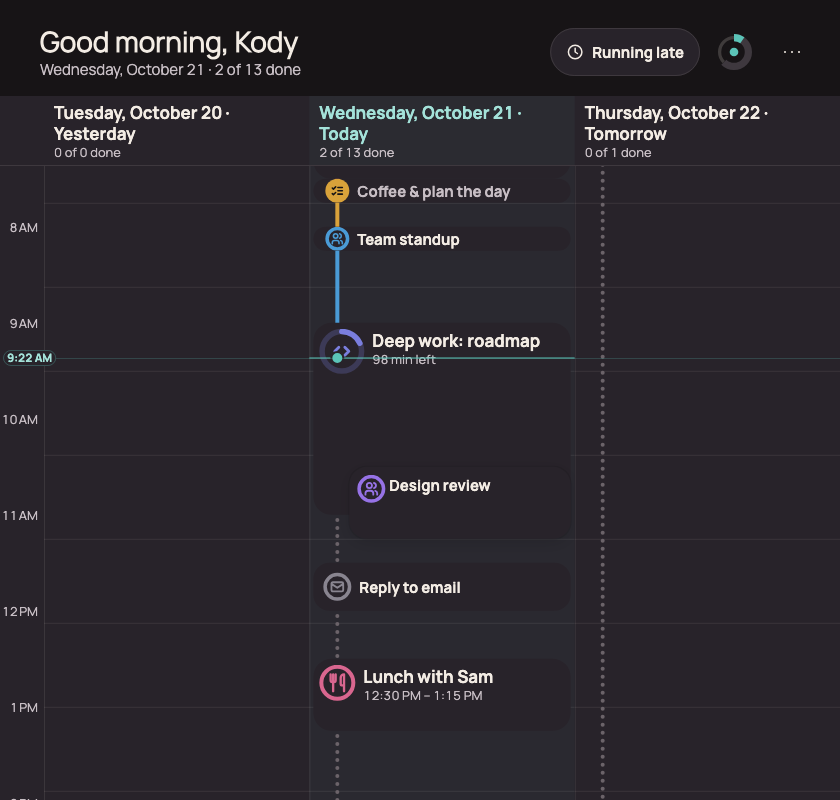 Good morning, Kody
Wednesday, October 21 · 2 of 13 done
Running late
Tuesday, October 20 ·
Yesterday
0 of 0 done
Wednesday, October 21 ·
Today
2 of 13 done
Thursday, October 22 ·
Tomorrow
0 of 1 done
Coffee & plan the day
8 AM
Team standup
9 AM
Deep work: roadmap
9:22 AM
98 min left
10 AM
Design review
11 AM
Reply to email
12 PM
Lunch with Sam
12:30 PM – 1:15 PM
1 PM